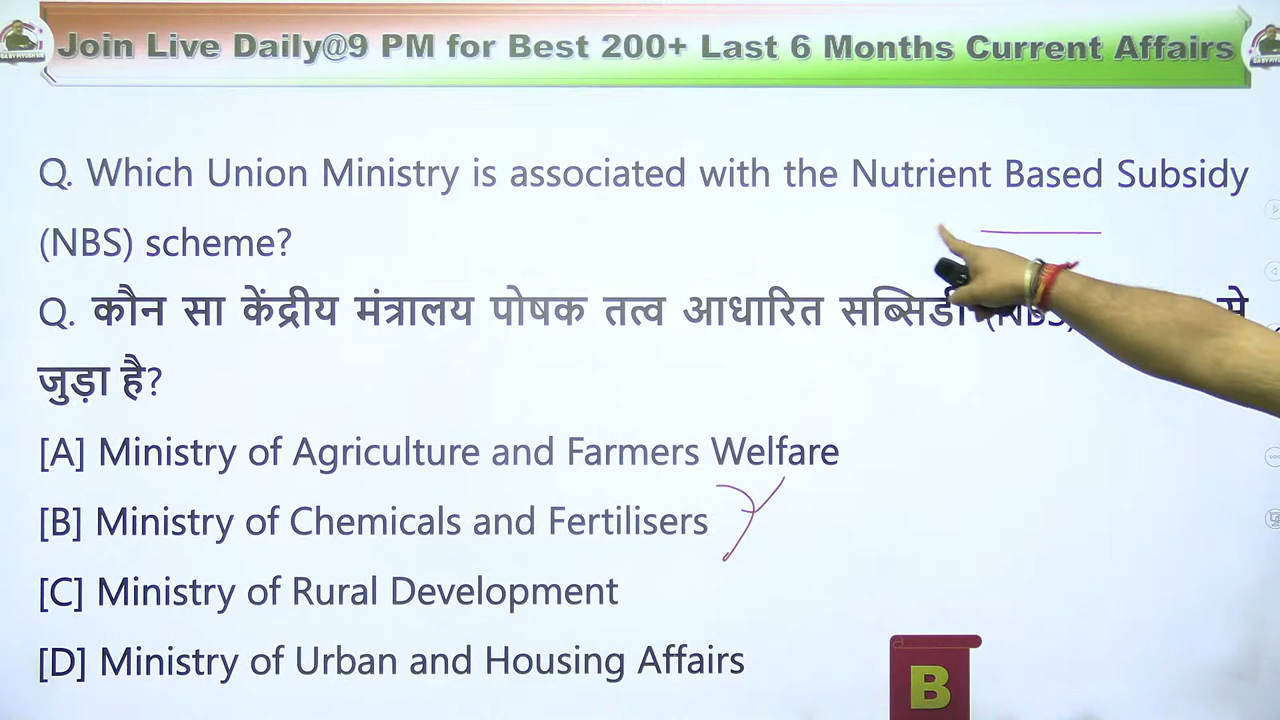 Join Live Daily@9 PM for Best 200+ Last 6 Months Current Affairs
Q. Which Union Ministry is associated with the Nutrient Based Subsidy
(NBS) scheme?
Q. कौन सा केंद्रीय मंत्रालय पोषक तत्व आधारित सब्सिडी (NBS) से
जुड़ा है?
[A] Ministry of Agriculture and Farmers Welfare
[B] Ministry of Chemicals and Fertilisers
[C] Ministry of Rural Development
[D] Ministry of Urban and Housing Affairs
B